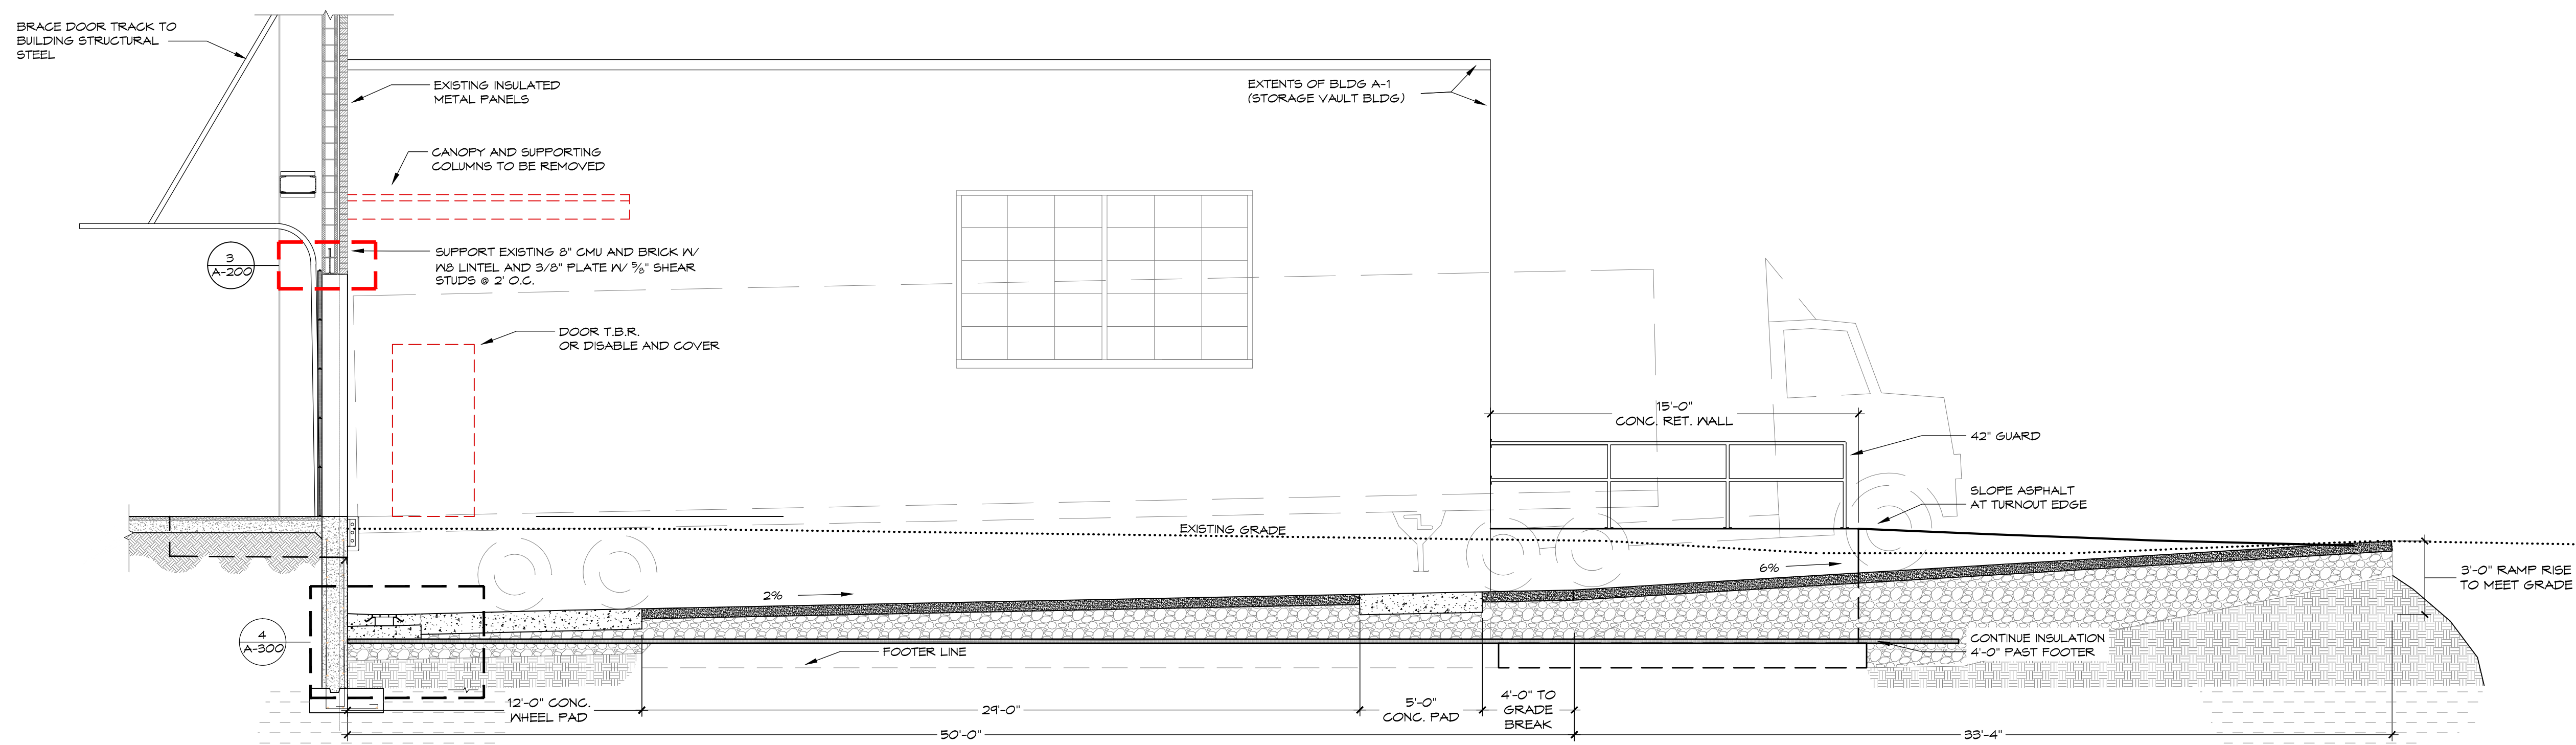 BRACE DOOR TRACK TO
BUILDING STRUCTURAL
STEEL
EXISTING INSULATED
METAL PANELS
EXTENTS OF BLDG A-1
(STORAGE VAULT BLDG)
CANOPY AND SUPPORTING
COLUMNS TO BE REMOVED
3
A-200
SUPPORT EXISTING 8" CMU AND BRICK W/
W8 LINTEL AND 3/8" PLATE W/ 5/8" SHEAR
STUDS @ 2' O.C.
DOOR T.B.R.
OR DISABLE AND COVER
15'-0"
CONC. RET. WALL
42" GUARD
SLOPE ASPHALT
AT TURNOUT EDGE
EXISTING GRADE
2%
6%
3'-0" RAMP RISE
TO MEET GRADE
4
A-300
FOOTER LINE
CONTINUE INSULATION
4'-0" PAST FOOTER
12'-0" CONC.
WHEEL PAD
29'-0"
5'-0"
CONC. PAD
4'-0" TO
GRADE
BREAK
50'-0"
33'-4"